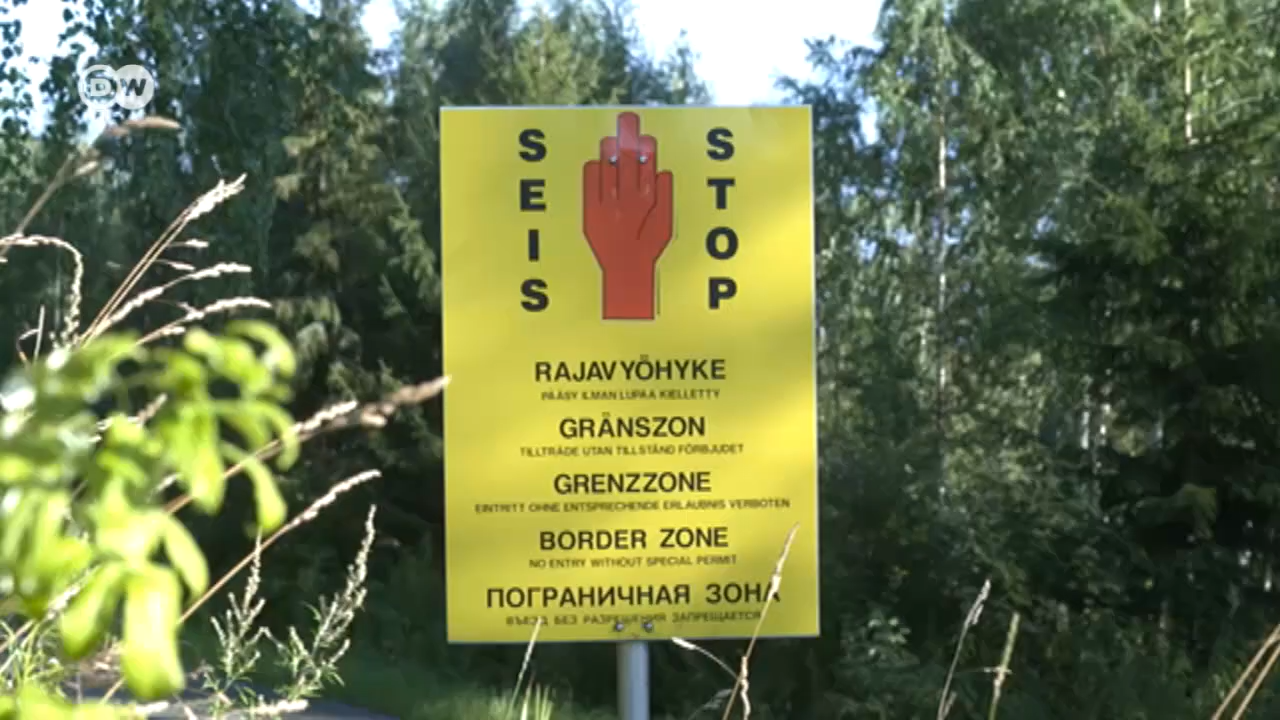 DW
SEIS
STOP
RAJAVYÖHYKE
PÄÄSY ILMAN LUPAA KIELLETTY
GRÄNSZON
TILLTRÄDE UTAN TILLSTÅND FÖRBJUDET
GRENZZONE
EINTRITT OHNE ENTSPRECHENDE ERLAUBNIS VERBOTEN
BORDER ZONE
NO ENTRY WITHOUT SPECIAL PERMIT
ПОГРАНИЧНАЯ ЗОНА
ВЪЕЗД БЕЗ РАЗРЕШЕНИЯ ЗАПРЕЩАЕТСЯ